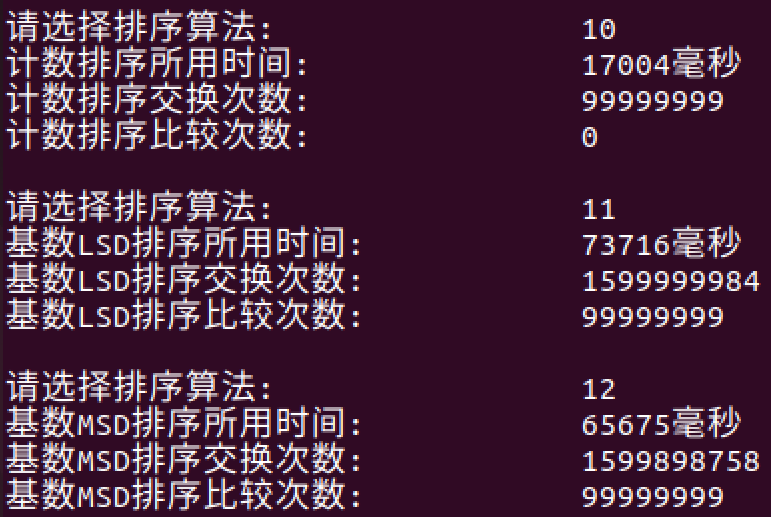 请选择排序算法: 10
计数排序所用时间: 17004毫秒
计数排序交换次数: 99999999
计数排序比较次数: 0
请选择排序算法: 11
基数LSD排序所用时间: 73716毫秒
基数LSD排序交换次数: 1599999984
基数LSD排序比较次数: 99999999
请选择排序算法: 12
基数MSD排序所用时间: 65675毫秒
基数MSD排序交换次数: 1599898758
基数MSD排序比较次数: 99999999